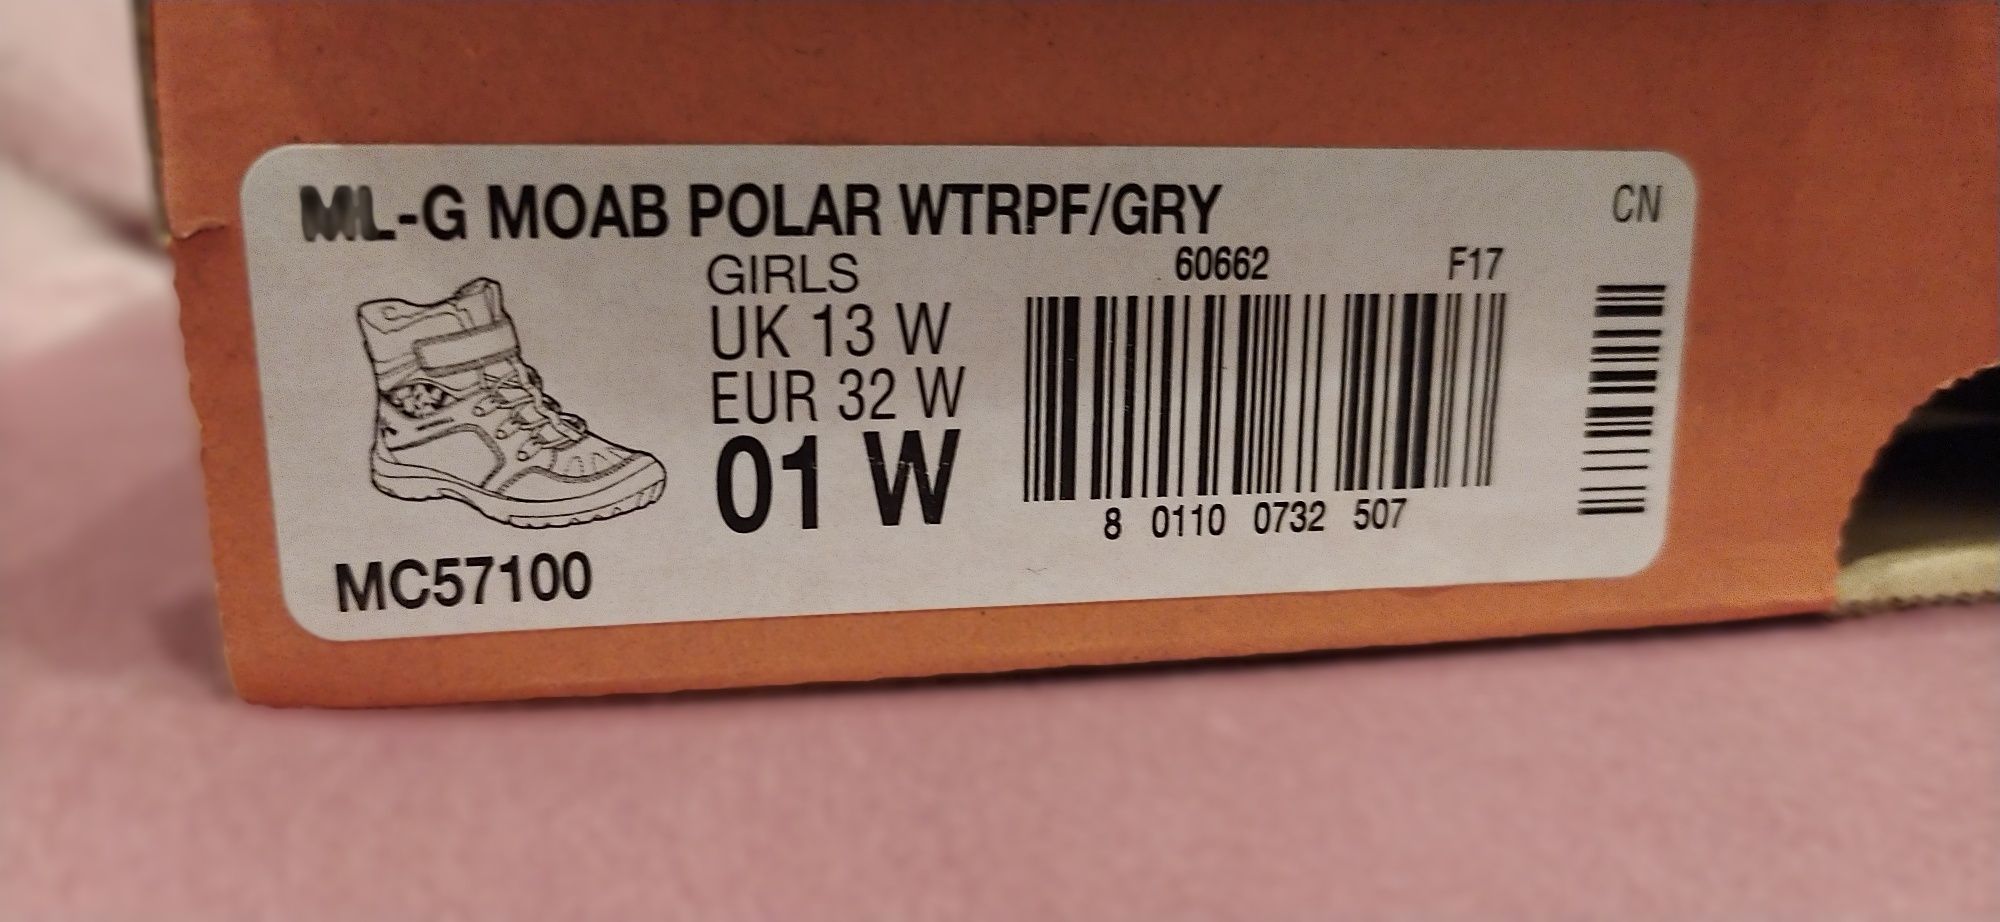 ML-G MOAB POLAR WTRPF/GRY
CN
GIRLS
60662 F17
UK 13 W
EUR 32 W
01 W
8 0110 0732 507
MC57100